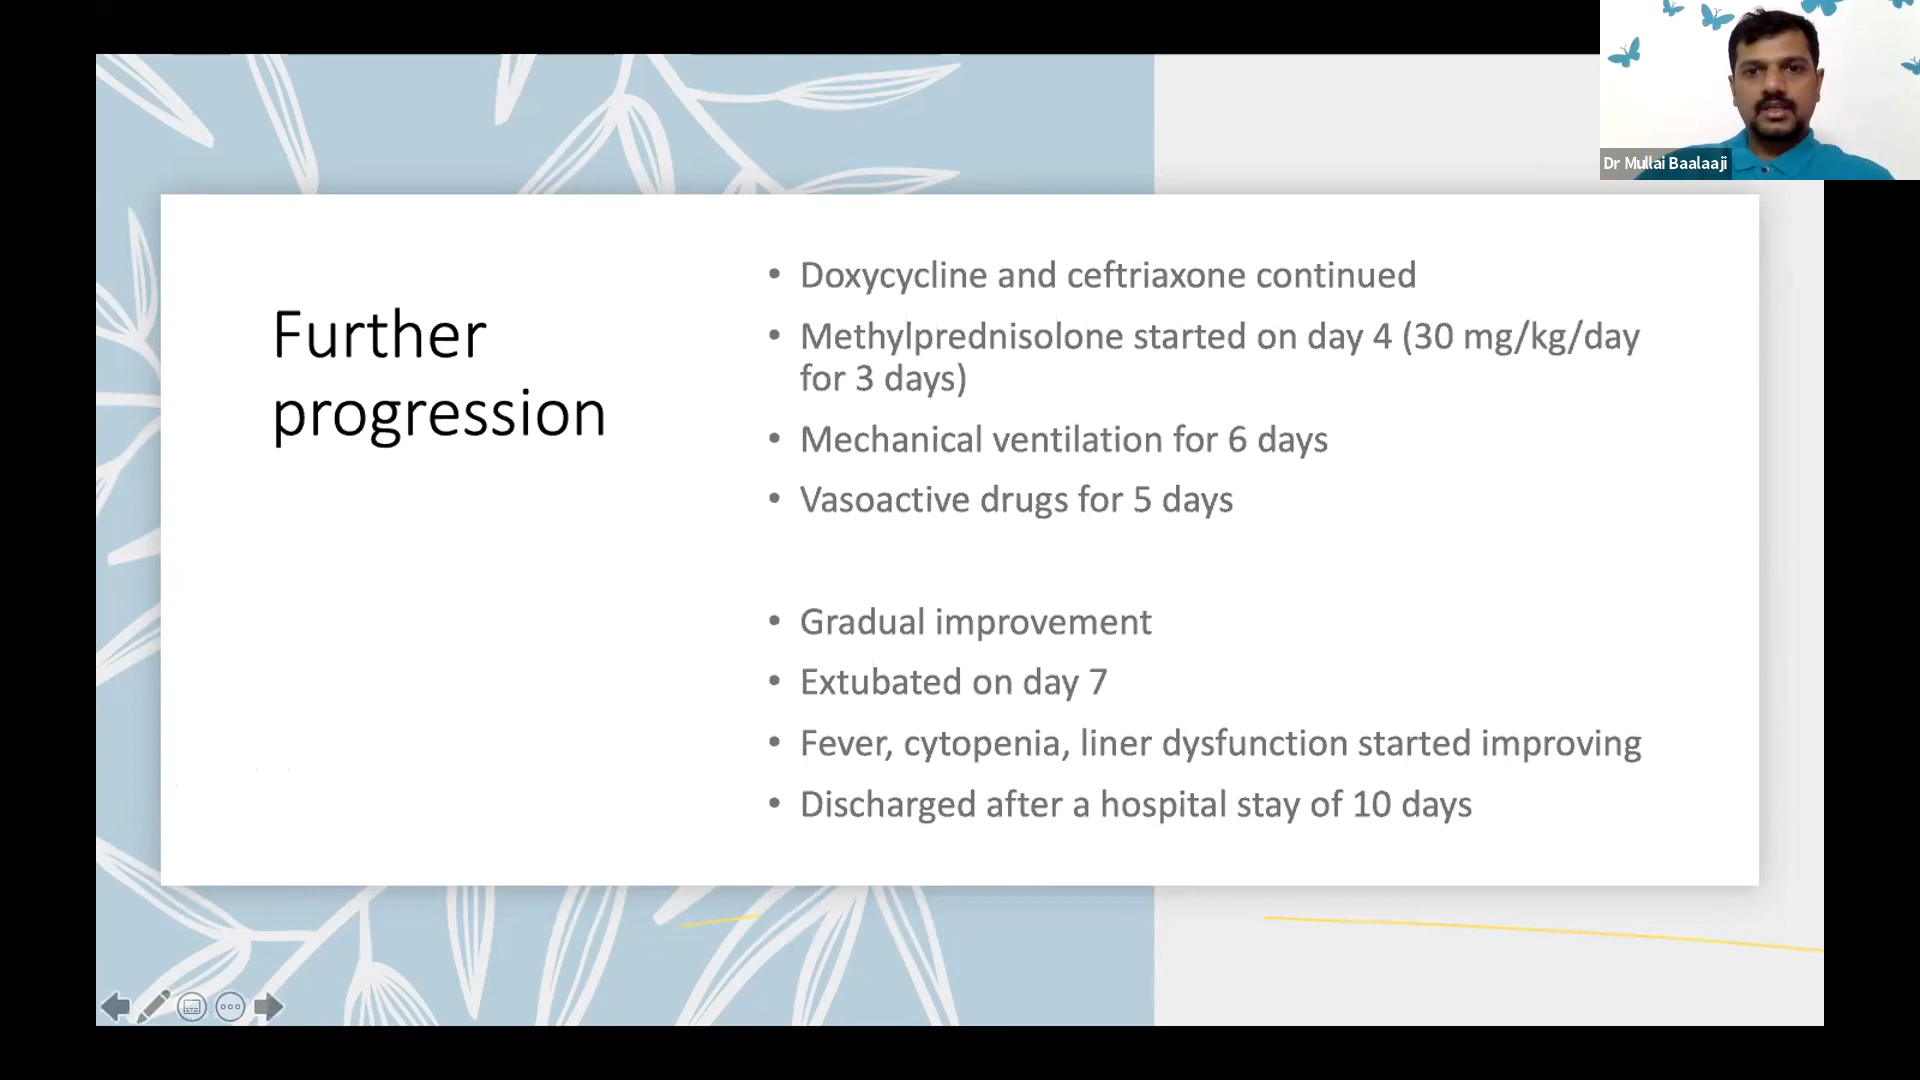 Dr Mullai Baalaaji
Further
progression
• Doxycycline and ceftriaxone continued
• Methylprednisolone started on day 4 (30 mg/kg/day
for 3 days)
• Mechanical ventilation for 6 days
• Vasoactive drugs for 5 days
• Gradual improvement
• Extubated on day 7
• Fever, cytopenia, liner dysfunction started improving
• Discharged after a hospital stay of 10 days